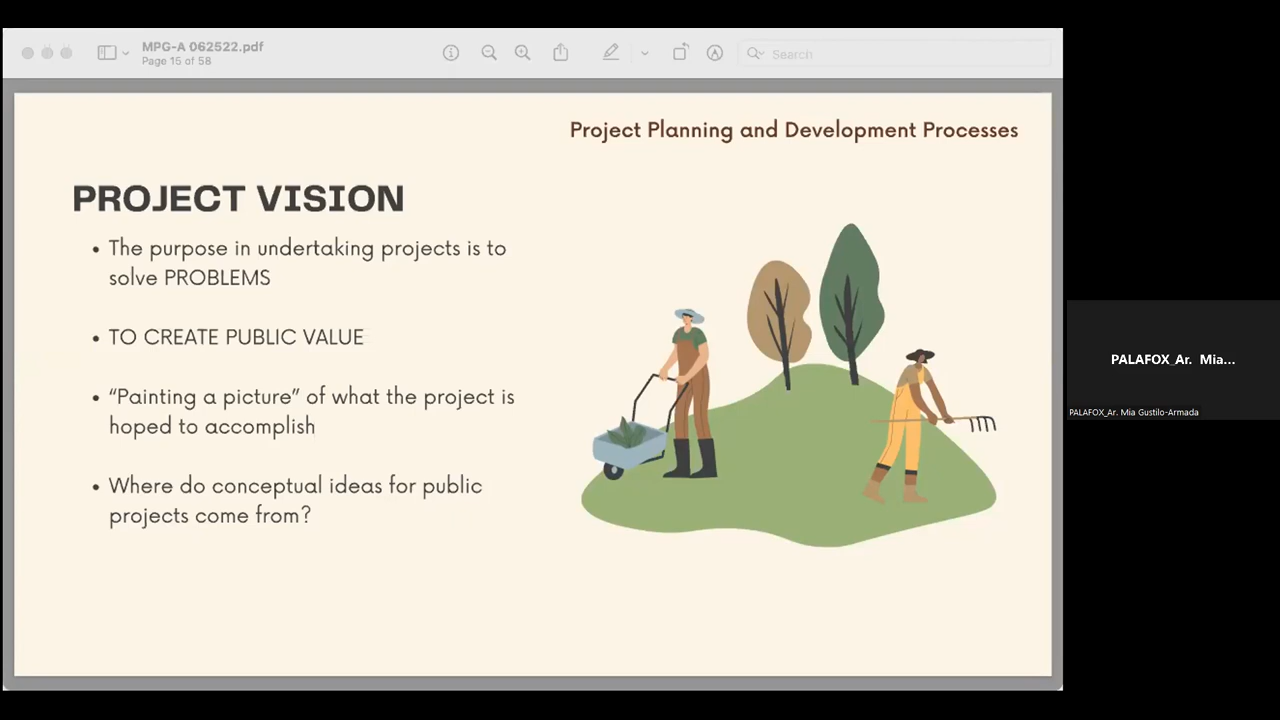 MPG-A 062522.pdf
Page 15 of 58
Search
Project Planning and Development Processes
PROJECT VISION
• The purpose in undertaking projects is to
solve PROBLEMS
• TO CREATE PUBLIC VALUE
• “Painting a picture” of what the project is
hoped to accomplish
• Where do conceptual ideas for public
projects come from?
PALAFOX_Ar. Mia...
PALAFOX_Ar. Mia Gustilo-Armada